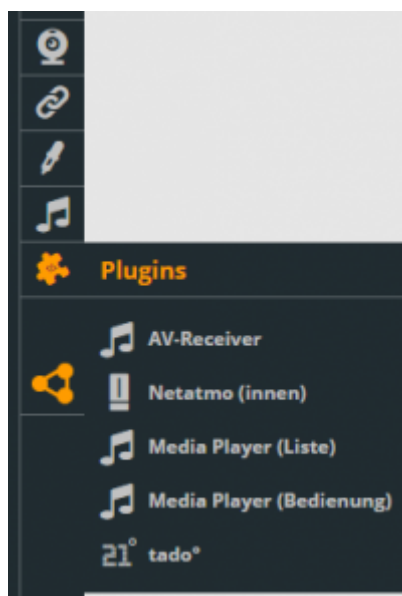 Plugins
AV-Receiver
Netatmo (innen)
Media Player (Liste)
Media Player (Bedienung)
21° tado°